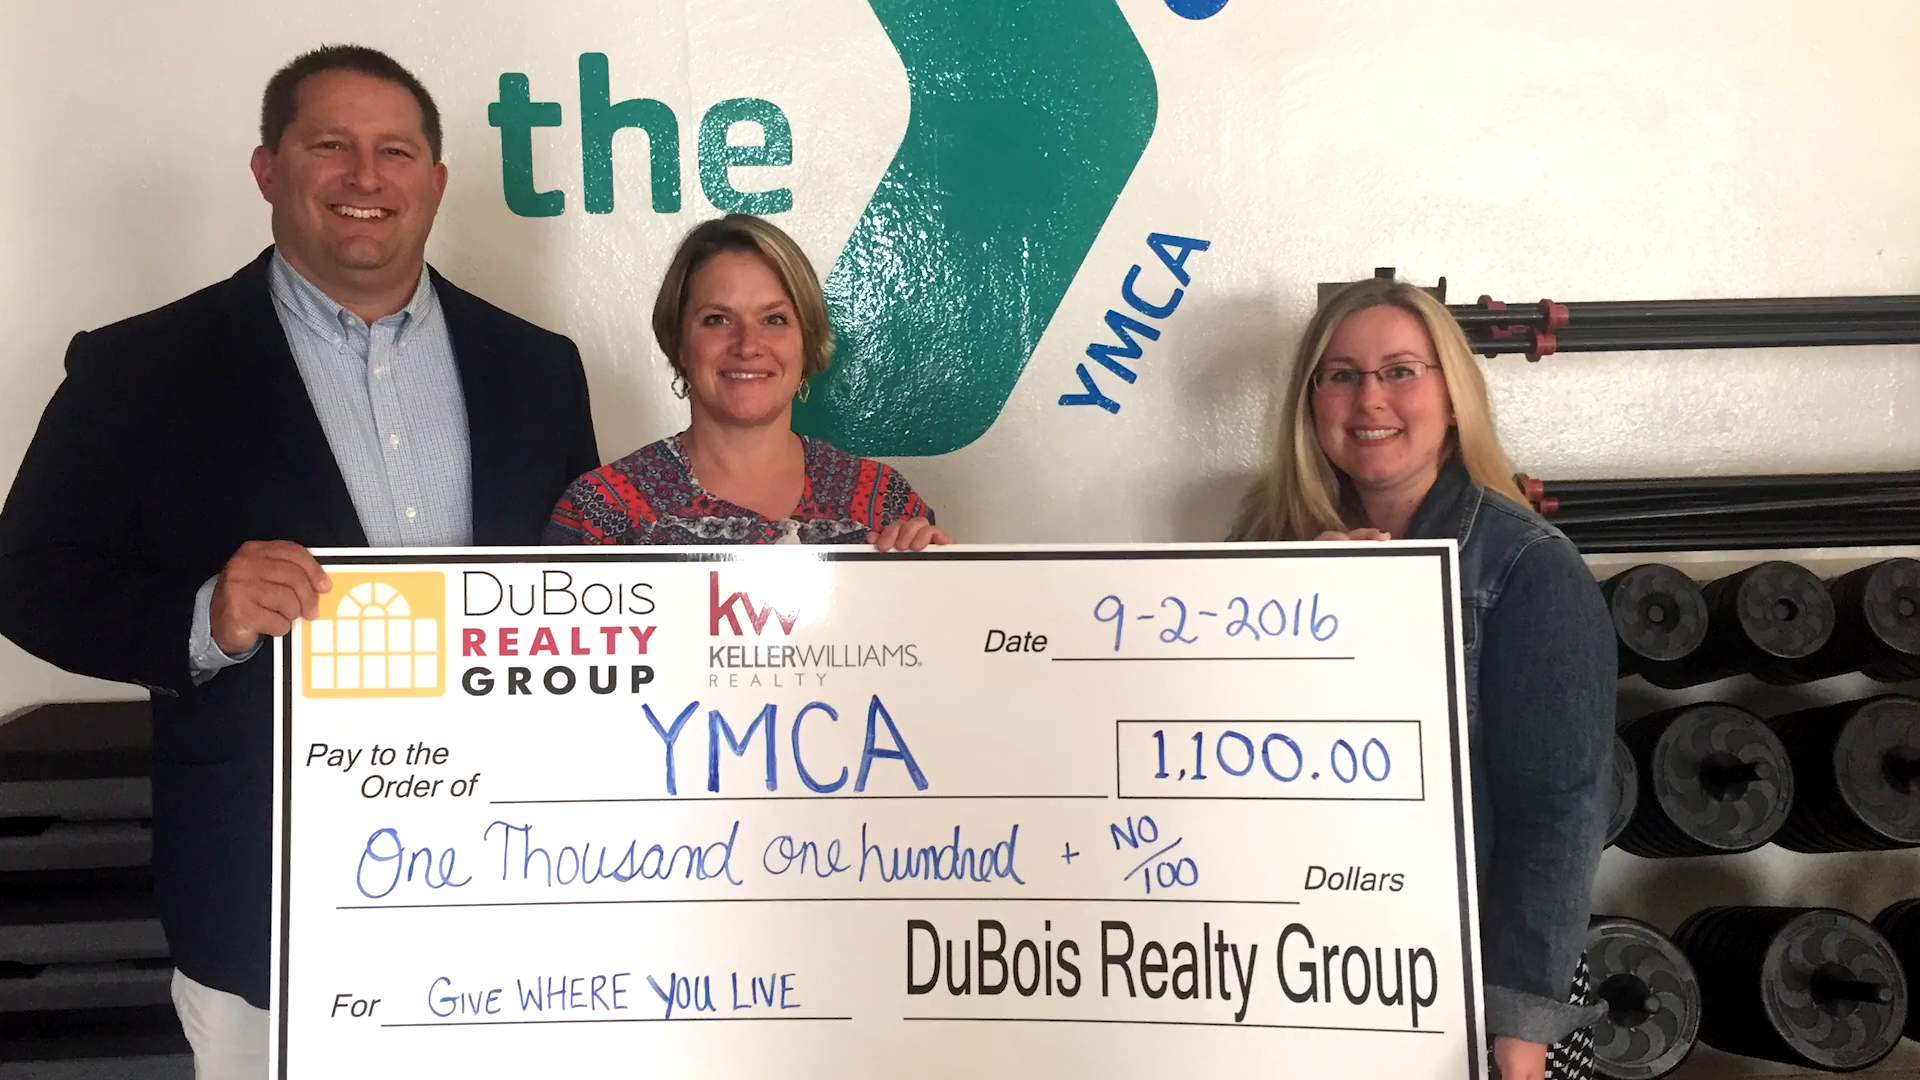 the
YMCA
DuBois
REALTY
GROUP
kw
KELLERWILLIAMS.
REALTY
Date 9-2-2016
Pay to the
Order of YMCA 1,100.00
One Thousand one hundred + NO/100 Dollars
For GIVE WHERE YOU LIVE
DuBois Realty Group